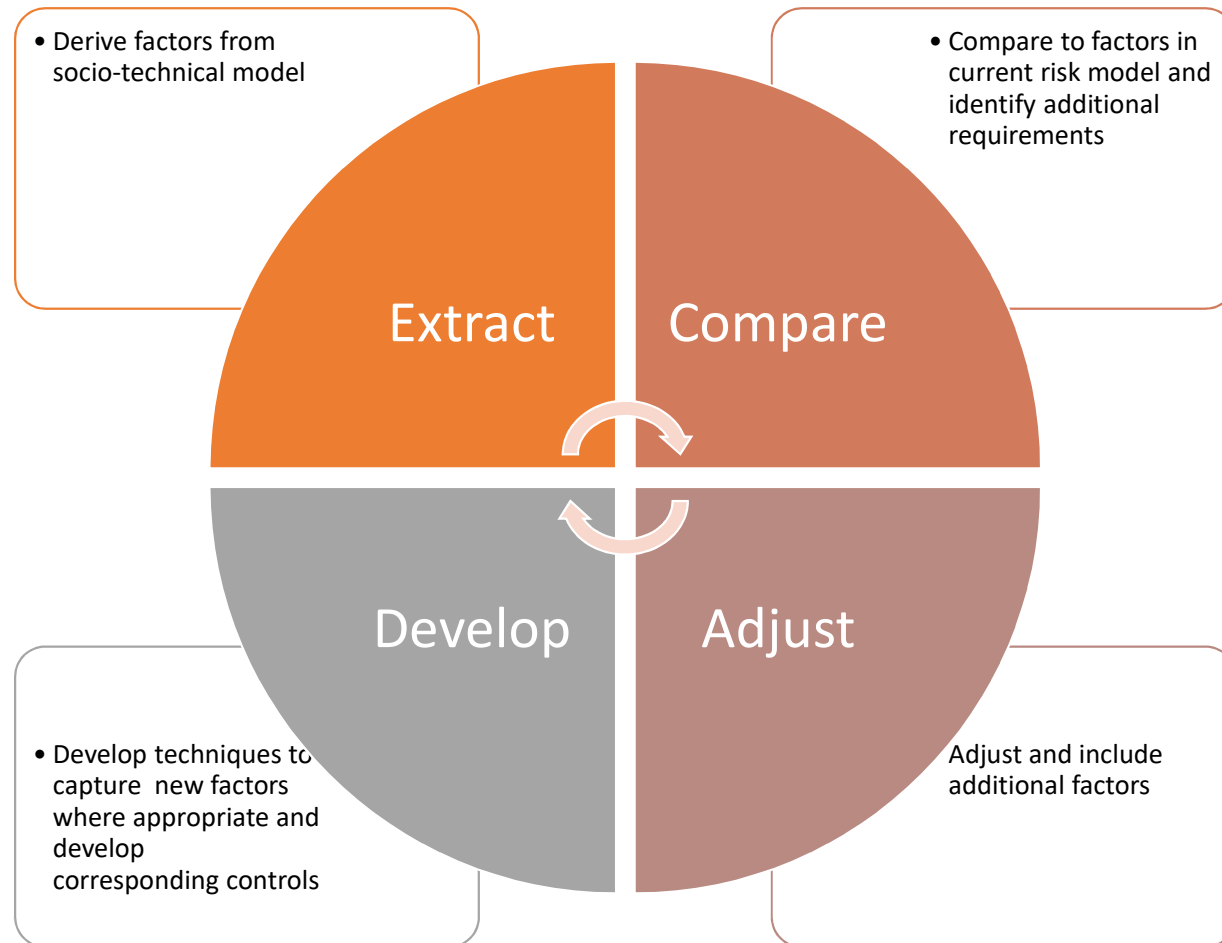 • Derive factors from
socio-technical model
• Compare to factors in
current risk model and
identify additional
requirements
Extract
Compare
Develop
Adjust
• Develop techniques to
capture  new factors
where appropriate and
develop
corresponding controls
Adjust and include
additional factors